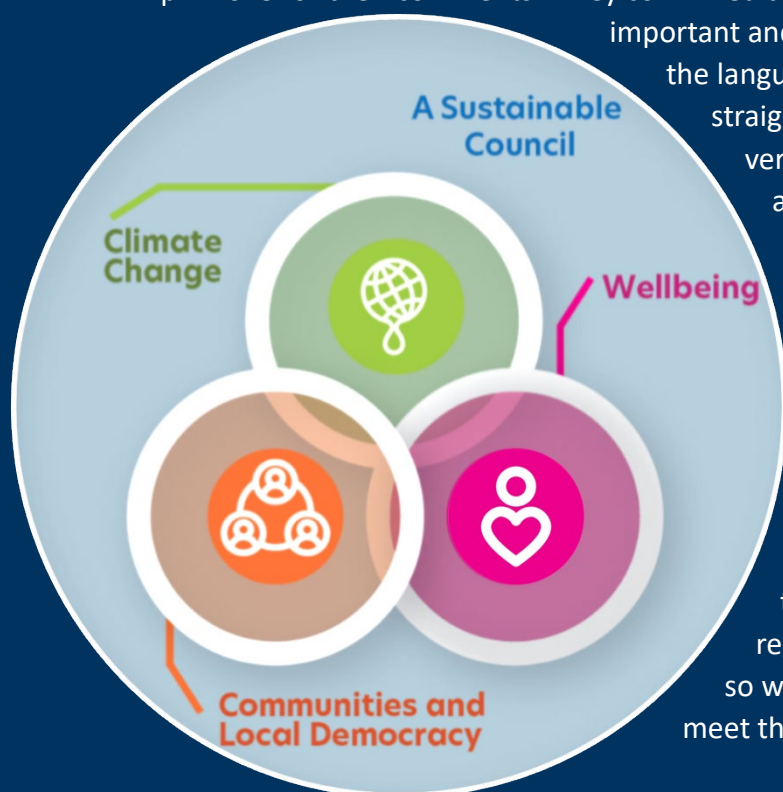 important and
the langu
straig
ver
a
A Sustainable
Council
Climate
Change
Wellbeing
re
so w
meet th
Communities and
Local Democracy